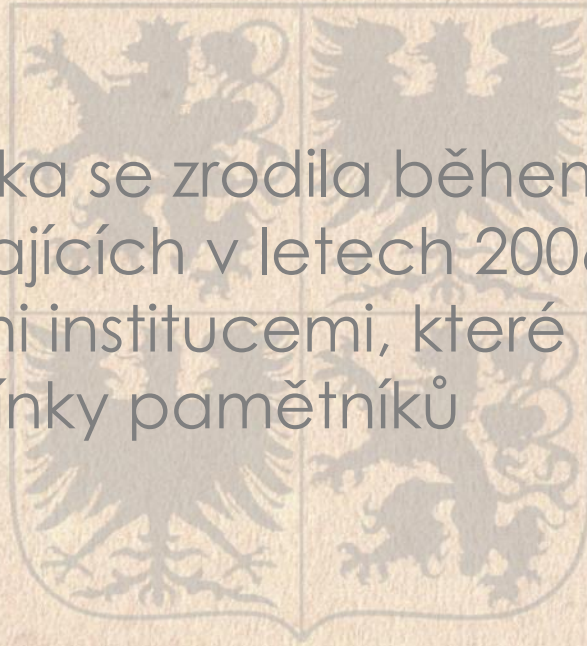 ka se zrodila během
ajících v letech 200
ni institucemi, které
ínky pamětníků